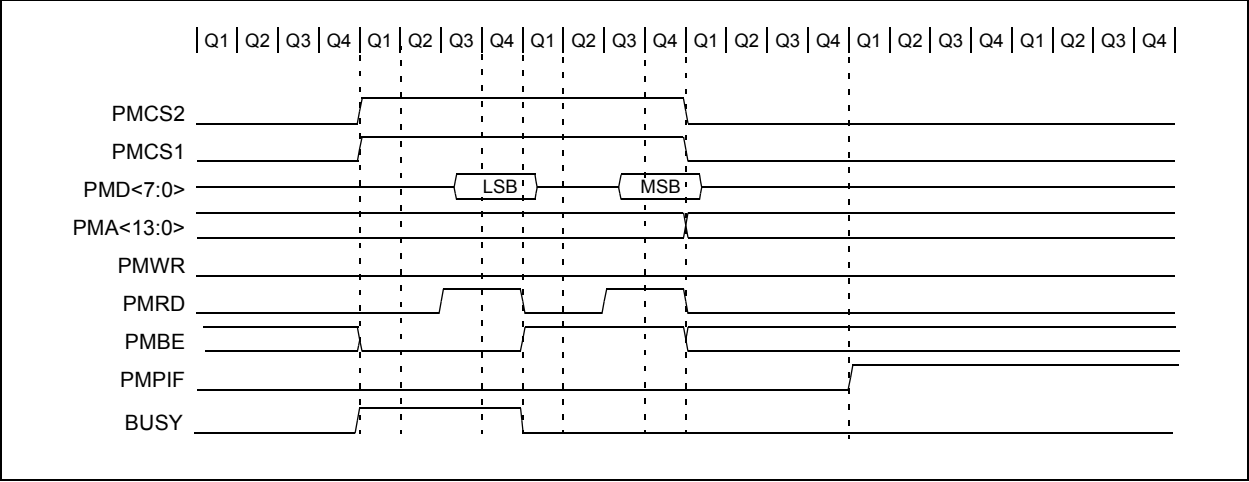 Q1 Q2 Q3 Q4 Q1 Q2 Q3 Q4 Q1 Q2 Q3 Q4 Q1 Q2 Q3 Q4 Q1 Q2 Q3 Q4 Q1 Q2 Q3 Q4
PMCS2
PMCS1
PMD<7:0> LSB MSB
PMA<13:0>
PMWR
PMRD
PMBE
PMPIF
BUSY